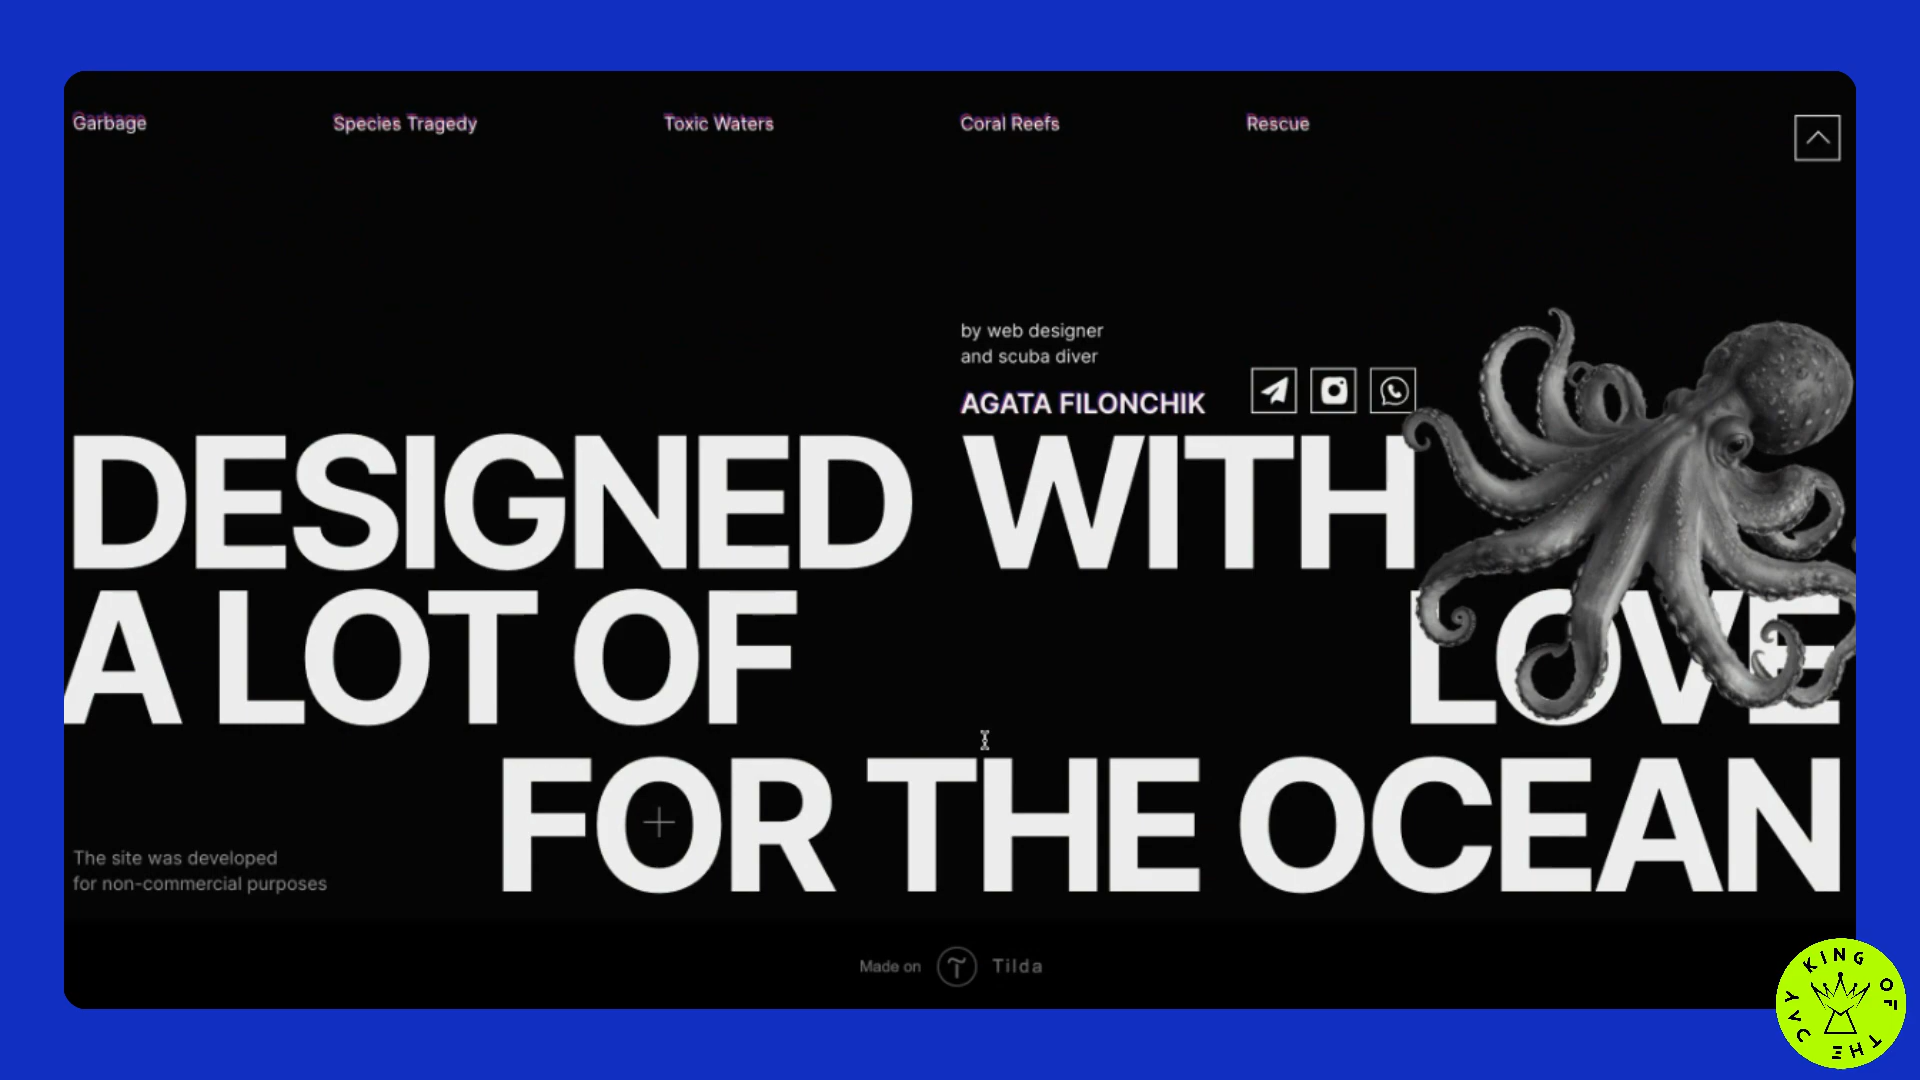 Garbage
Species Tragedy
Toxic Waters
Coral Reefs
Rescue
by web designer
and scuba diver
AGATA FILONCHIK
DESIGNED WITH
A LOT OF LOVE
FOR THE OCEAN
The site was developed
for non-commercial purposes
Made on Tilda
KING OF THE JAY